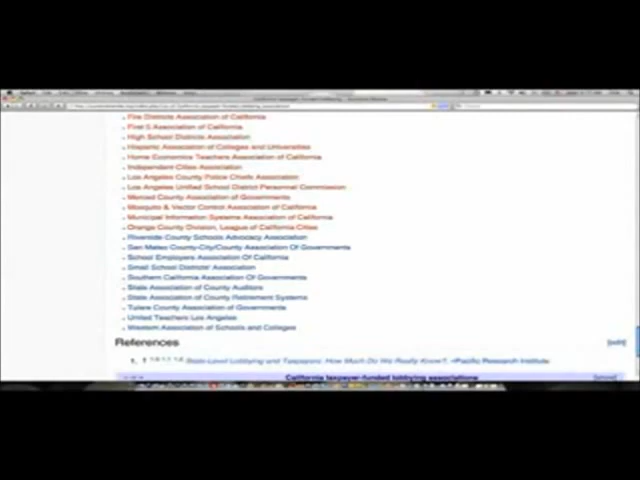 Fire Districts Association of California
First 5 Association of California
High School Districts Association
Hispanic Association of Colleges and Universities
Home Economics Teachers Association of California
Independent Cities Association
Los Angeles County Police Chiefs Association
Los Angeles Unified School District Personnel Commission
Merced County Association of Governments
Mosquito & Vector Control Association of California
Municipal Information Systems Association of California
Orange County Division, League of California Cities
Riverside County Schools Advocacy Association
San Mateo County-City/County Association Of Governments
School Employers Association Of California
Small School Districts' Association
Southern California Association Of Governments
State Association of County Auditors
State Association of County Retirement Systems
Tulare County Association of Governments
United Teachers Los Angeles
Western Association of Schools and Colleges
References [edit]
1. ↑ 1.0 1.1 1.2 State-Level Lobbying and Taxpayers: How Much Do We Really Know?, Pacific Research Institute
California taxpayer-funded lobbying associations